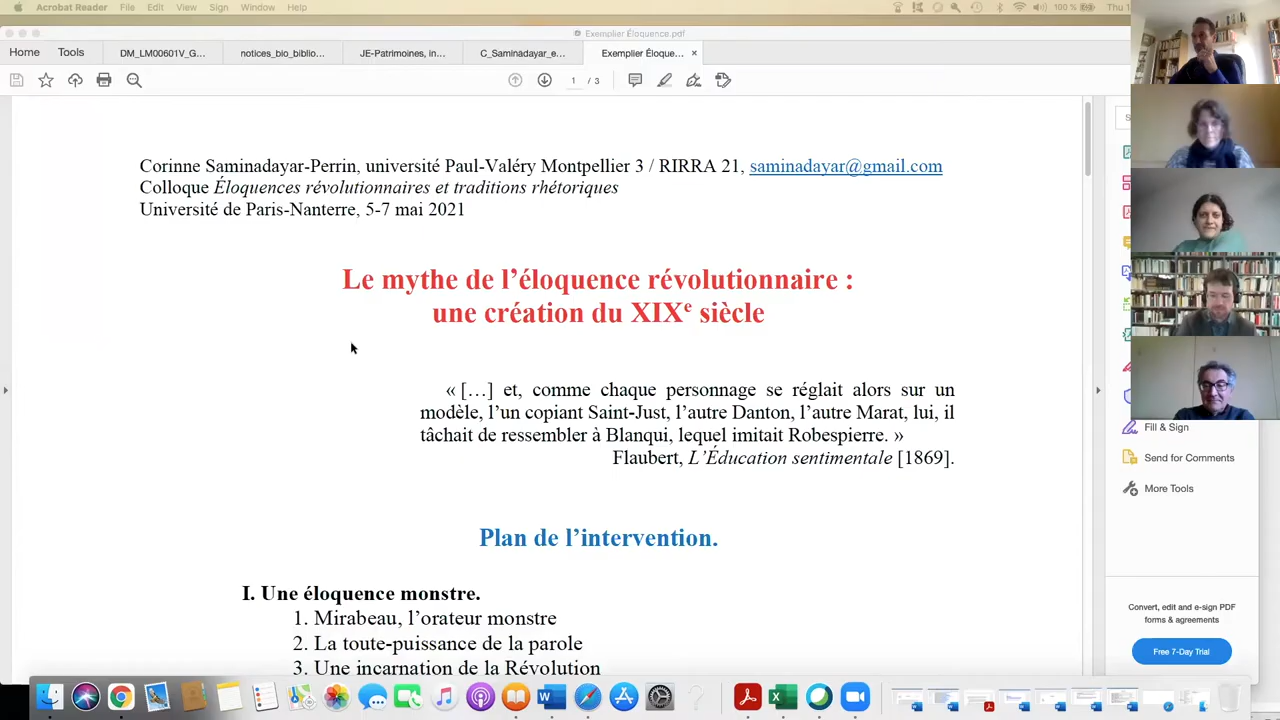 Acrobat Reader File Edit View Sign Window Help 100 % Thu 1
Exemplier Éloquence.pdf
Home Tools DM_LM00601V_G... notices_bio_biblio... JE-Patrimoines, in... C_Saminadayar_e... Exemplier Éloque... ×
1 / 3
Corinne Saminadayar-Perrin, université Paul-Valéry Montpellier 3 / RIRRA 21, saminadayar@gmail.com
Colloque Éloquences révolutionnaires et traditions rhétoriques
Université de Paris-Nanterre, 5-7 mai 2021
Le mythe de l’éloquence révolutionnaire :
une création du XIXe siècle
« […] et, comme chaque personnage se réglait alors sur un
modèle, l’un copiant Saint-Just, l’autre Danton, l’autre Marat, lui, il
tâchait de ressembler à Blanqui, lequel imitait Robespierre. »
Flaubert, L’Éducation sentimentale [1869].
Plan de l’intervention.
I. Une éloquence monstre.
1. Mirabeau, l’orateur monstre
2. La toute-puissance de la parole
3. Une incarnation de la Révolution
Fill & Sign
Send for Comments
More Tools
Convert, edit and e-sign PDF
forms & agreements
Free 7-Day Trial